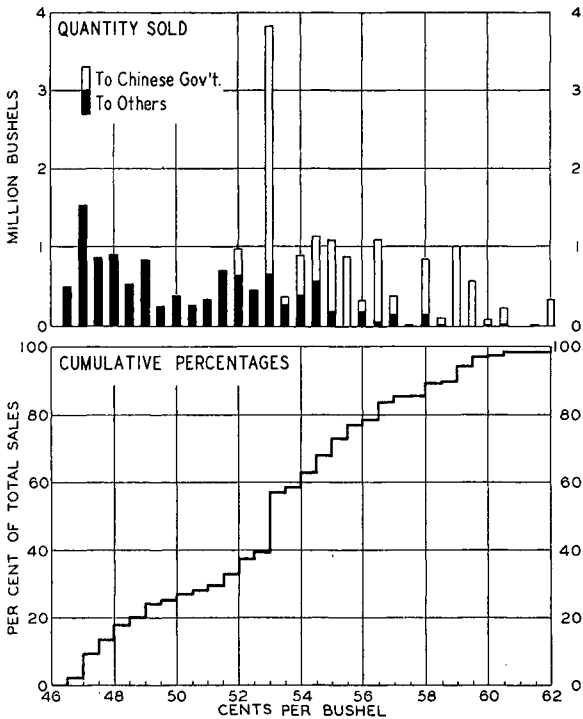 QUANTITY SOLD
To Chinese Gov't.
To Others
MILLION BUSHELS
4 4
3 3
2 2
1 1
0 0
CUMULATIVE PERCENTAGES
PER CENT OF TOTAL SALES
100 100
80 80
60 60
40 40
20 20
0 0
46 48 50 52 54 56 58 60 62
CENTS PER BUSHEL